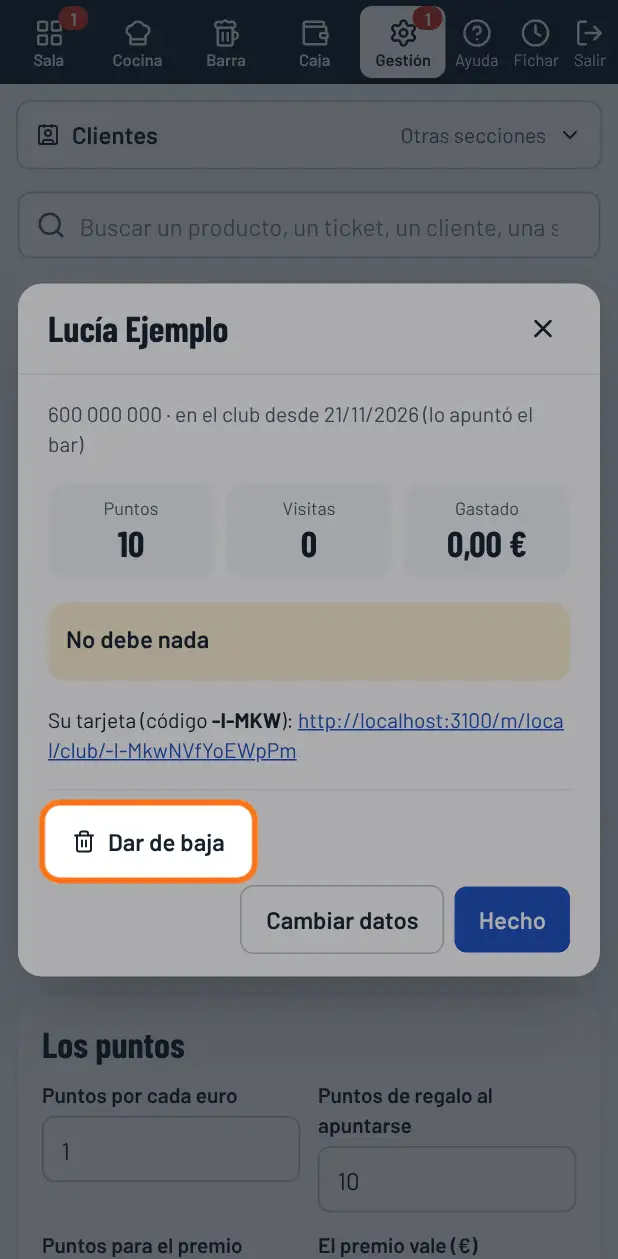 1
1
Sala
Cocina
Barra
Caja
Gestión
Ayuda
Fichar
Salir
Clientes
Otras secciones
Buscar un producto, un ticket, un cliente, una s
Lucía Ejemplo
600 000 000 · en el club desde 21/11/2026 (lo apuntó el
bar)
Puntos
Visitas
Gastado
10
0
0,00 €
No debe nada
Su tarjeta (código -I-MKW): http://localhost:3100/m/loca
l/club/-I-MkwNVfYoEWpPm
Dar de baja
Cambiar datos
Hecho
Los puntos
Puntos por cada euro
1
Puntos de regalo al
apuntarse
10
Puntos para el premio
El premio vale (€)